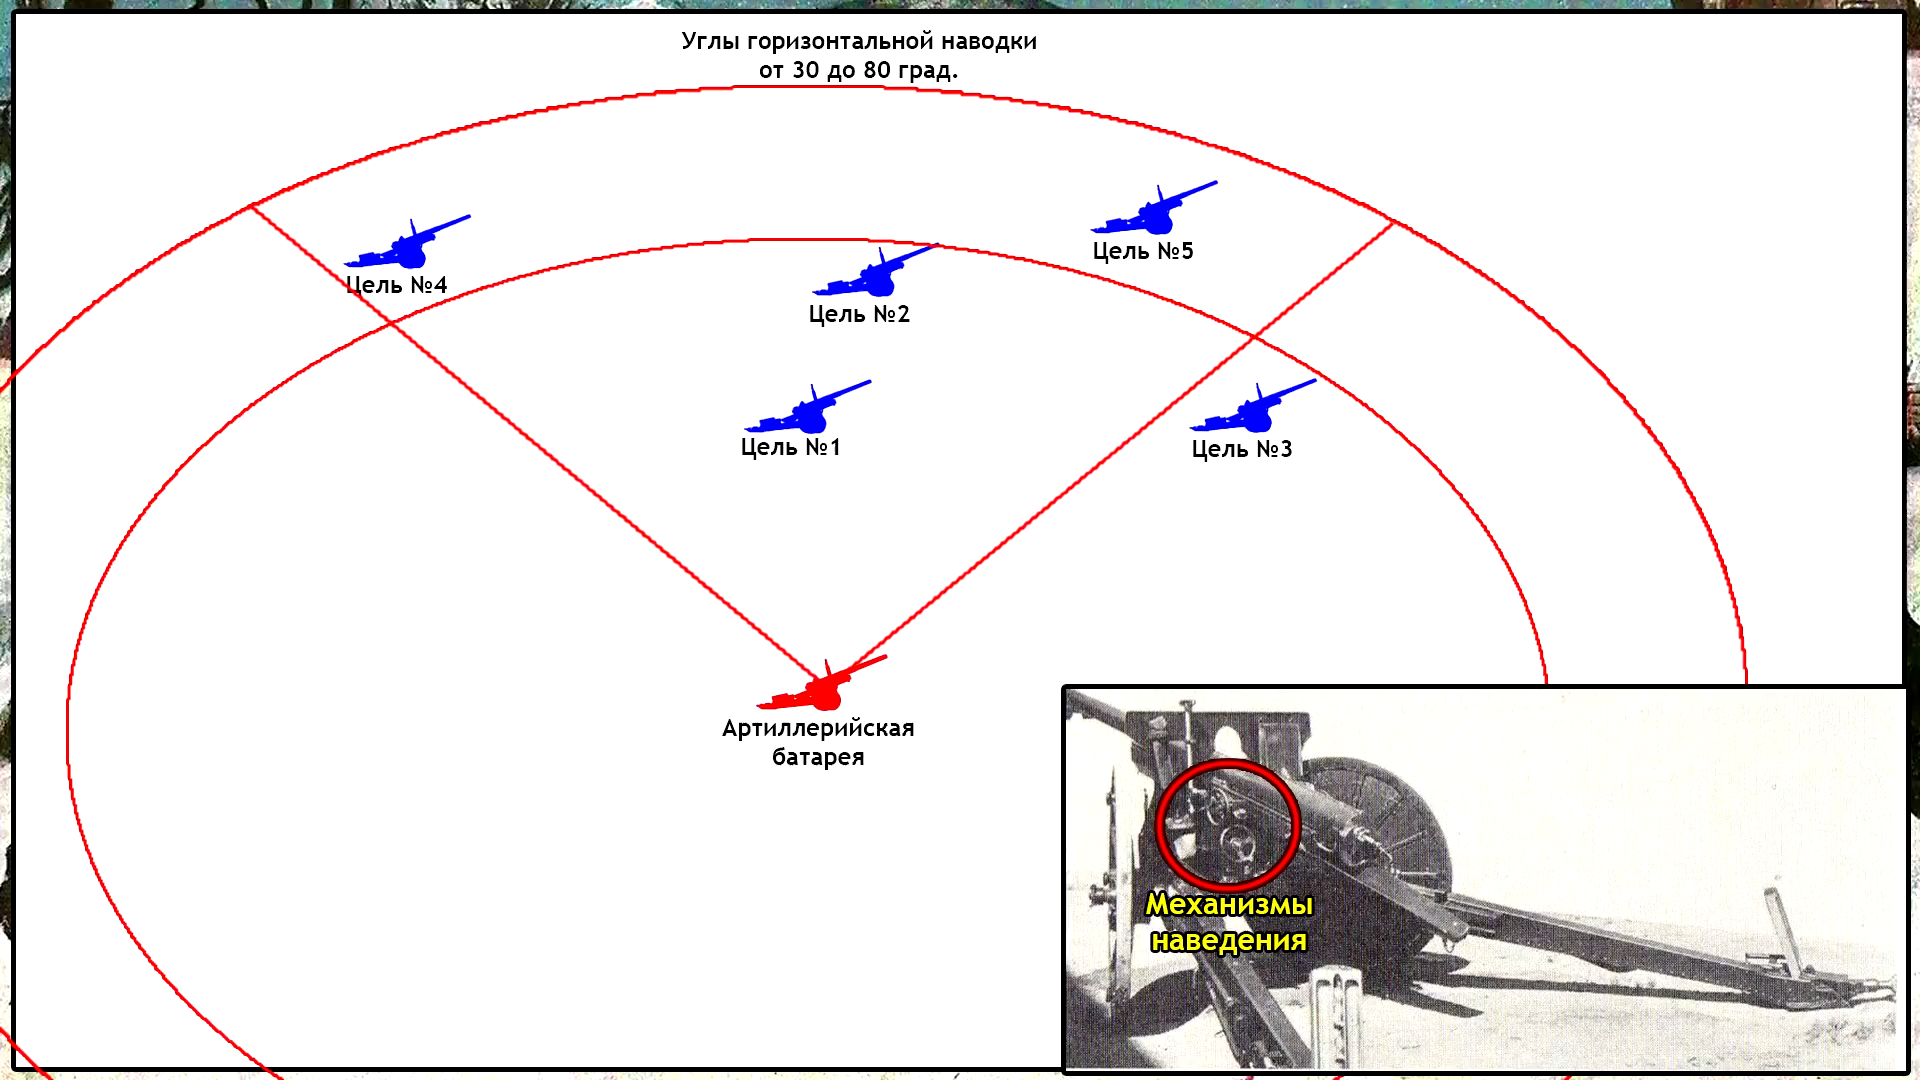 Углы горизонтальной наводки
от 30 до 80 град.
Цель №5
Цель №4
Цель №2
Цель №1
Цель №3
Артиллерийская
батарея
Механизмы
наведения